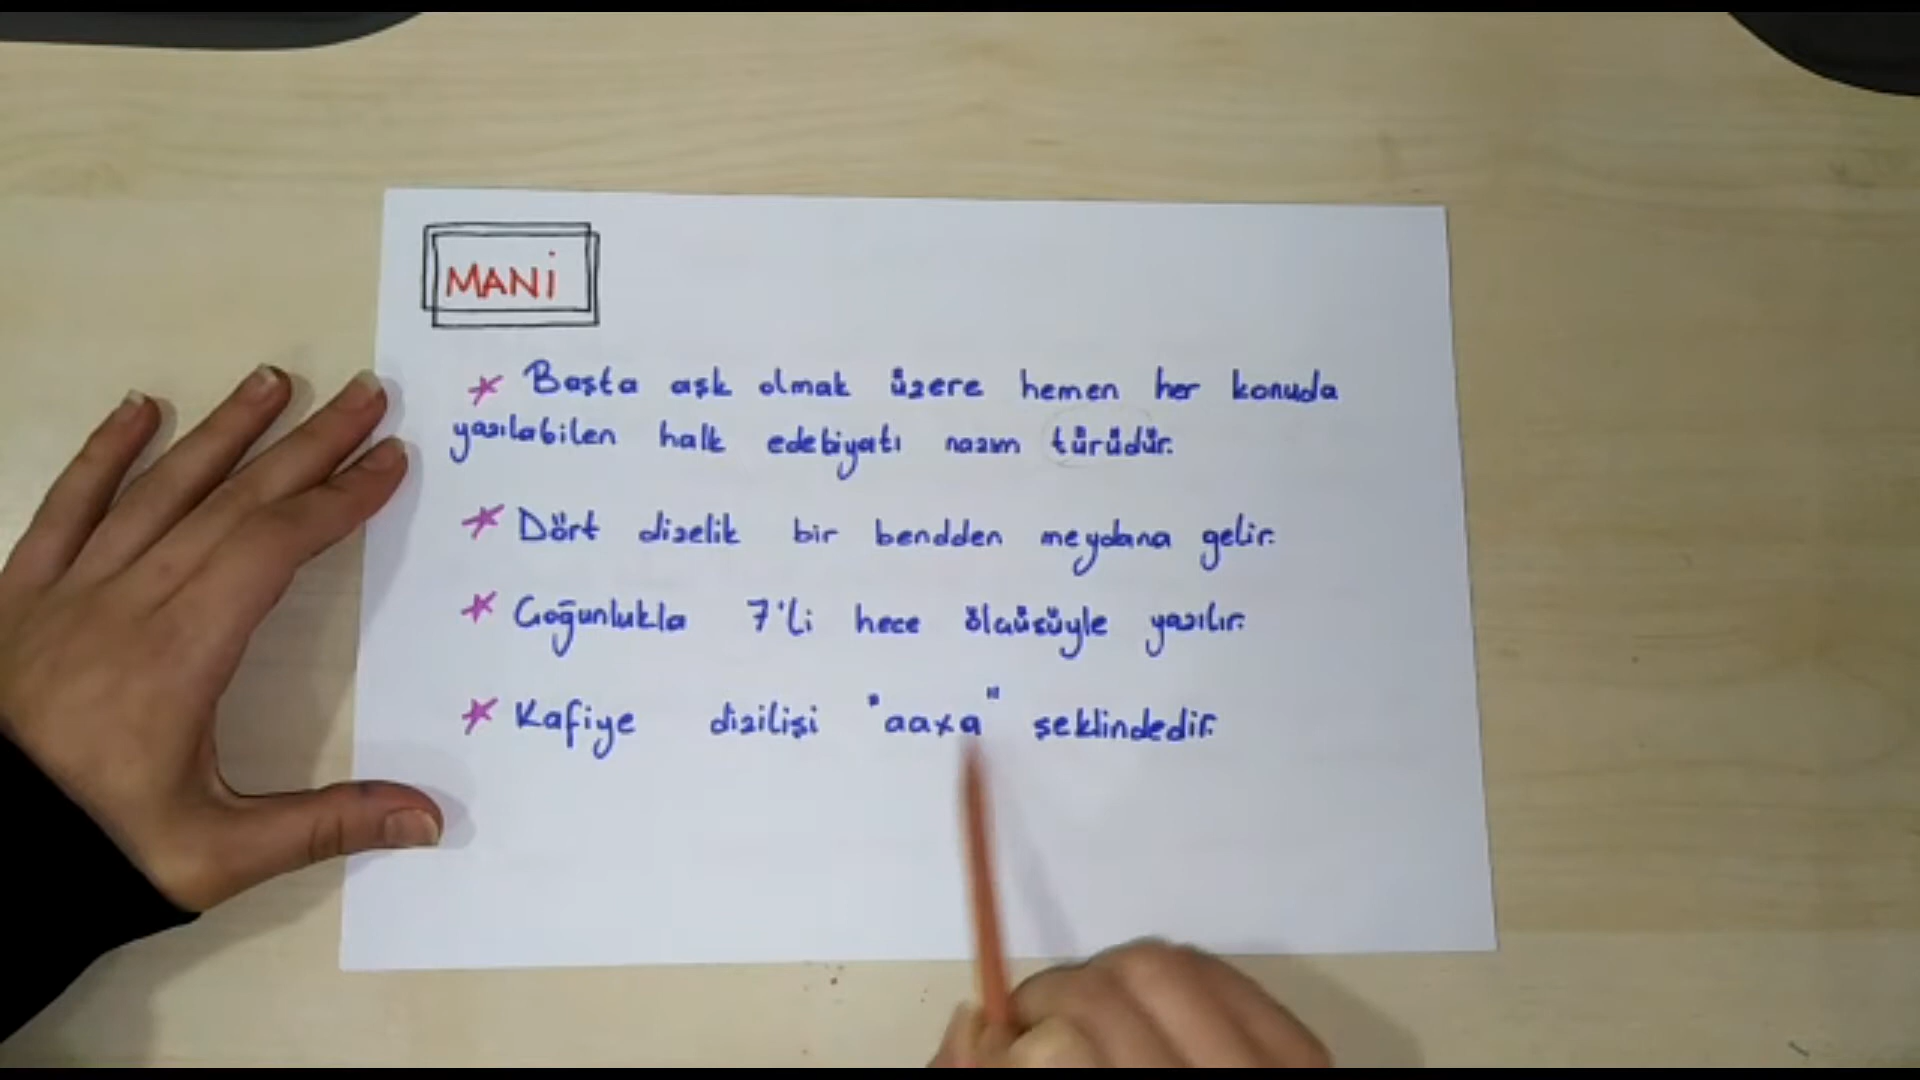 MANİ
* Başta aşk olmak üzere hemen her konuda
yazılabilen halk edebiyatı nazım türüdür.
* Dört dizelik bir bendden meydana gelir.
* Çoğunlukla 7'li hece ölçüsüyle yazılır.
* Kafiye dizilişi "aaxa" şeklindedir.